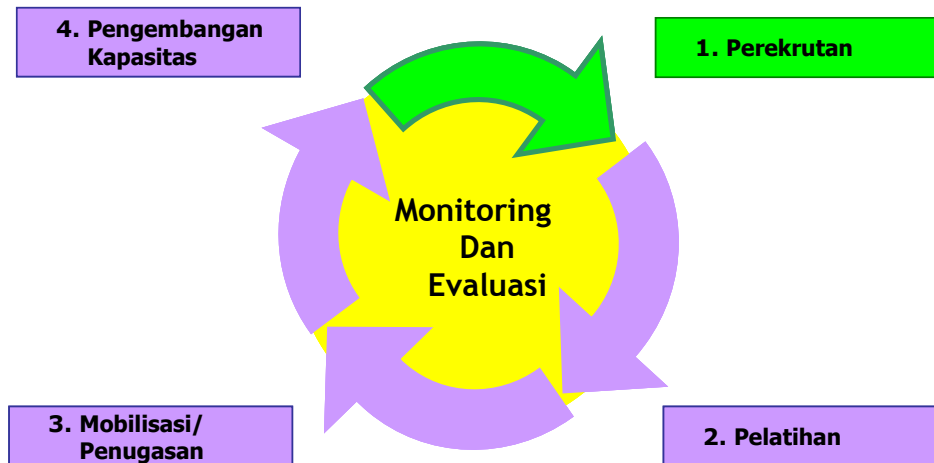 4. Pengembangan
Kapasitas
1. Perekrutan
Monitoring
Dan
Evaluasi
3. Mobilisasi/
Penugasan
2. Pelatihan